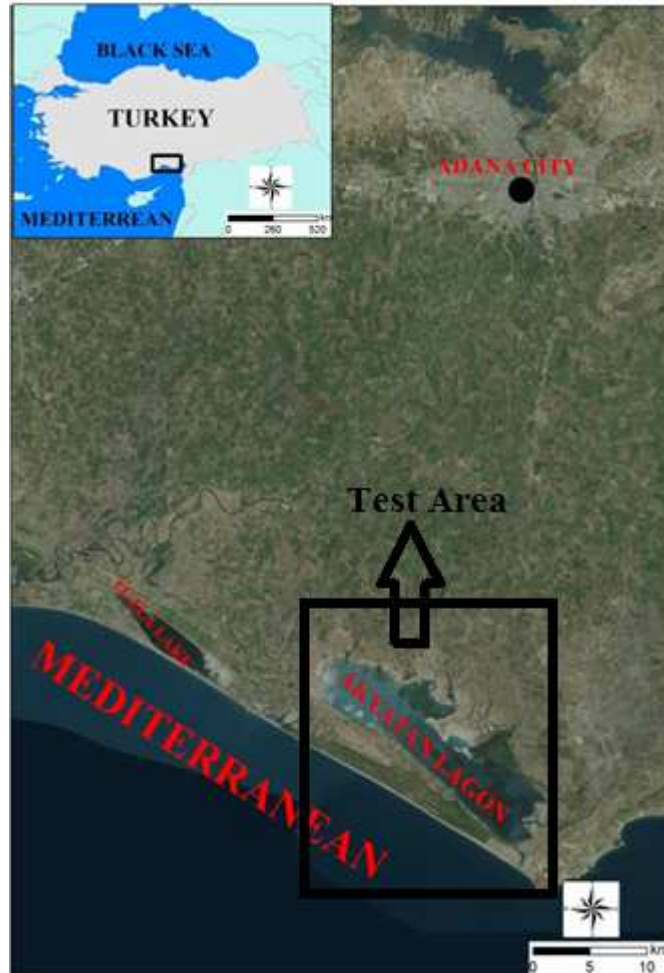 BLACK SEA
TURKEY
MEDITERREAN
0 260 520
ADANA CITY
Test Area
AKYATAN LAGON
MEDITERRANEAN
0 5 10